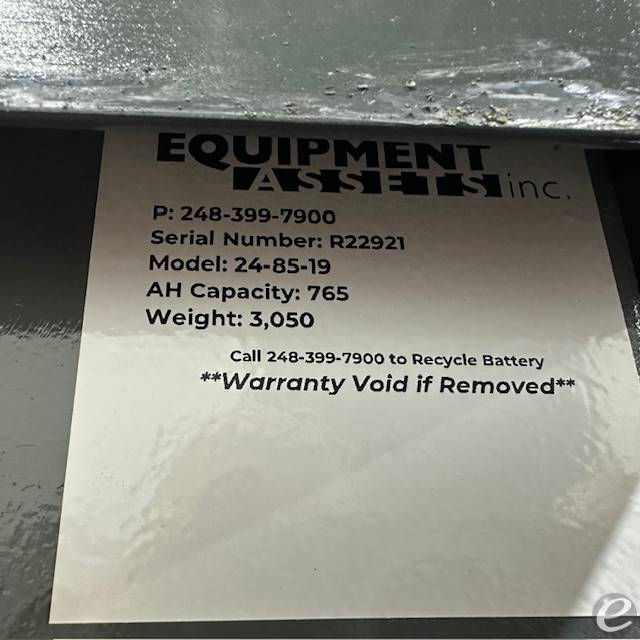 EQUIPMENT
ASSETS inc.
P: 248-399-7900
Serial Number: R22921
Model: 24-85-19
AH Capacity: 765
Weight: 3,050
Call 248-399-7900 to Recycle Battery
**Warranty Void if Removed**
e